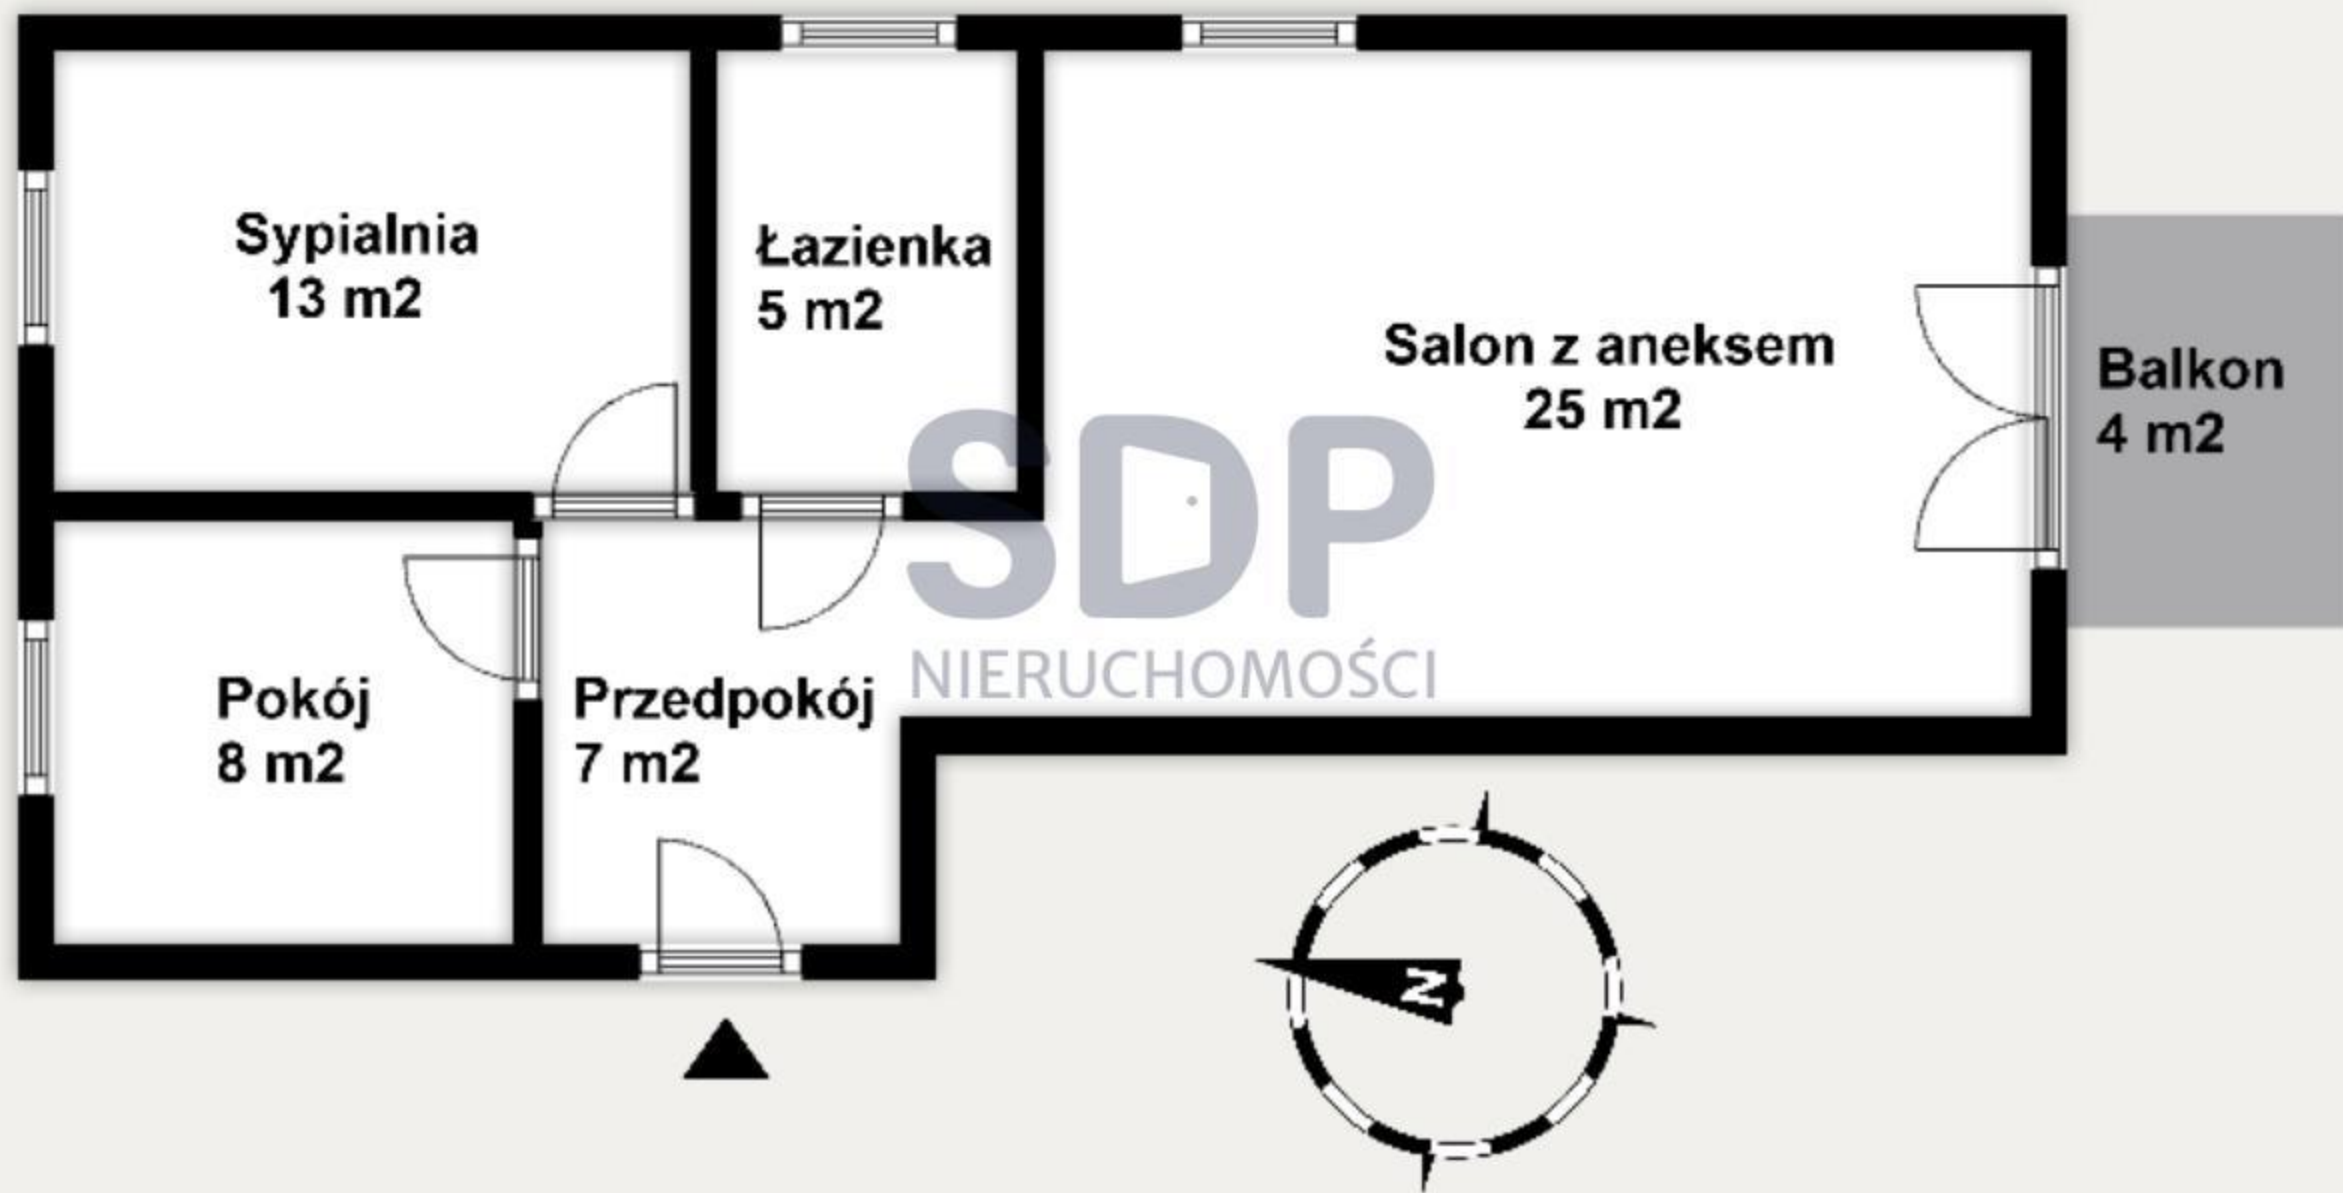 Sypialnia
13 m2
Łazienka
5 m2
Salon z aneksem
25 m2
Balkon
4 m2
SDP
NIERUCHOMOŚCI
Pokój
8 m2
Przedpokój
7 m2
N